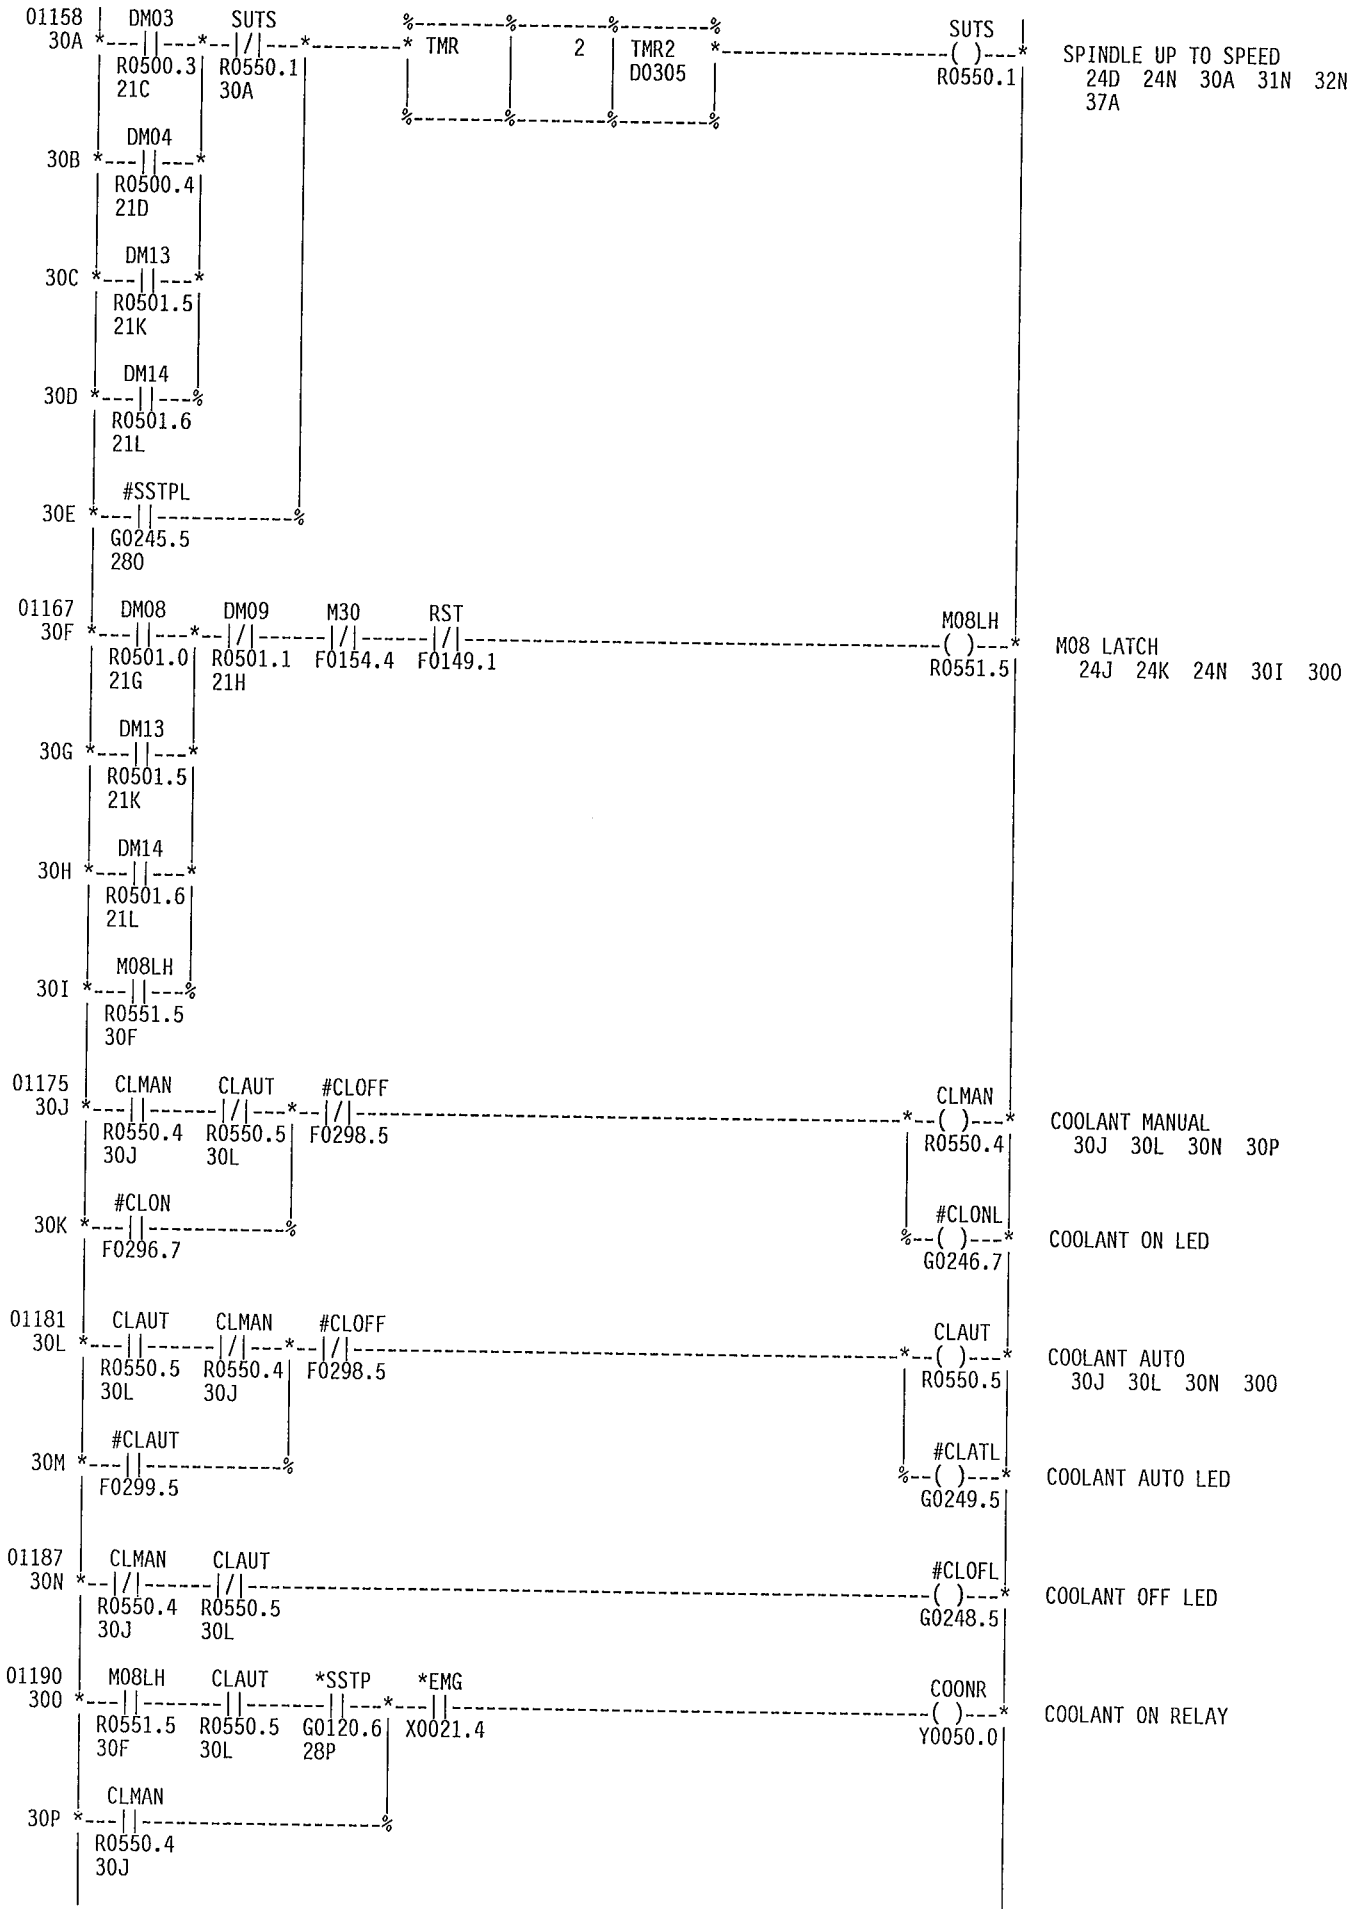 01158 DM03 SUTS %-------%-------%-------% SUTS
30A *---| |---*--|/|---*--------* TMR 2 TMR2 *--------------------( )---* SPINDLE UP TO SPEED
R0500.3 R0550.1 D0305 R0550.1 24D 24N 30A 31N 32N
21C 30A 37A
%-------%-------%-------%
DM04
30B *---| |---*
R0500.4
21D
DM13
30C *---| |---*
R0501.5
21K
DM14
30D *---| |---%
R0501.6
21L
#SSTPL
30E *---| |------------%
G0245.5
280
01167 DM08 DM09 M30 RST M08LH
30F *---| |---*--|/|------|/|------|/|----------------------------------------( )---* M08 LATCH
R0501.0 R0501.1 F0154.4 F0149.1 R0551.5 24J 24K 24N 30I 300
21G 21H
DM13
30G *---| |---*
R0501.5
21K
DM14
30H *---| |---*
R0501.6
21L
M08LH
30I *---| |---%
R0551.5
30F
01175 CLMAN CLAUT #CLOFF CLMAN
30J *---| |------|/|---*--|/|------------------------------------------------*--( )---* COOLANT MANUAL
R0550.4 R0550.5 F0298.5 R0550.4 30J 30L 30N 30P
30J 30L
#CLON #CLONL
30K *---| |------------% %--( )---* COOLANT ON LED
F0296.7 G0246.7
01181 CLAUT CLMAN #CLOFF CLAUT
30L *---| |------|/|---*--|/|------------------------------------------------*--( )---* COOLANT AUTO
R0550.5 R0550.4 F0298.5 R0550.5 30J 30L 30N 300
30L 30J
#CLAUT #CLATL
30M *---| |------------% %--( )---* COOLANT AUTO LED
F0299.5 G0249.5
01187 CLMAN CLAUT #CLOFL
30N *--|/|------|/|------------------------------------------------------------( )---* COOLANT OFF LED
R0550.4 R0550.5 G0248.5
30J 30L
01190 M08LH CLAUT *SSTP *EMG COONR
300 *---| |------| |------| |---*---| |------------------------------------------( )---* COOLANT ON RELAY
R0551.5 R0550.5 G0120.6 X0021.4 Y0050.0
30F 30L 28P
CLMAN
30P *---| |---------------------%
R0550.4
30J